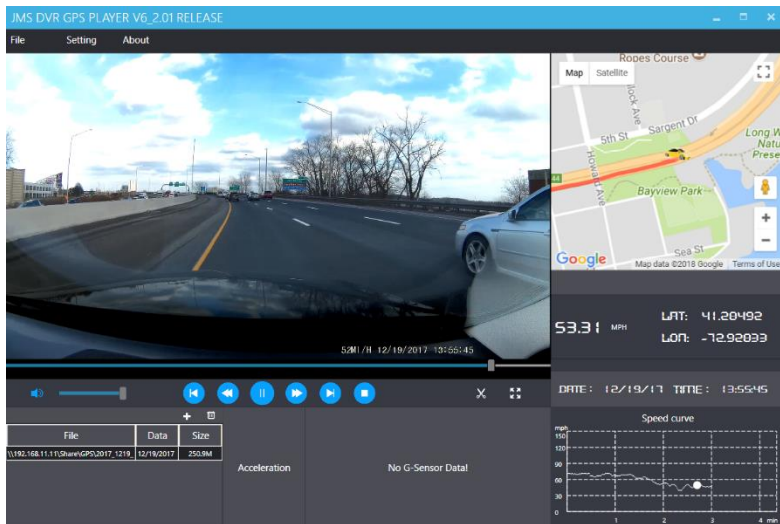 JMS DVR GPS PLAYER V6_2.01 RELEASE
File Setting About
52MI/H 12/19/2017 13:55:45
Map Satellite
Ropes Course
5th St
Sargent Dr
Howard Ave
Long W
Natu
Prese
44
Bayview Park
Sea St
Google
Map data ©2018 Google Terms of Use
53.31 MPH
LAT: 41.28492
LON: -72.92033
DATE: 12/19/17 TIME: 13:55:45
File Data Size
\\192.168.11.11\Share\GPS\2017_1219_ 12/19/2017 250.9M
Acceleration
No G-Sensor Data!
Speed curve
mph
150
120
90
60
30
0
1 2 3 4 min